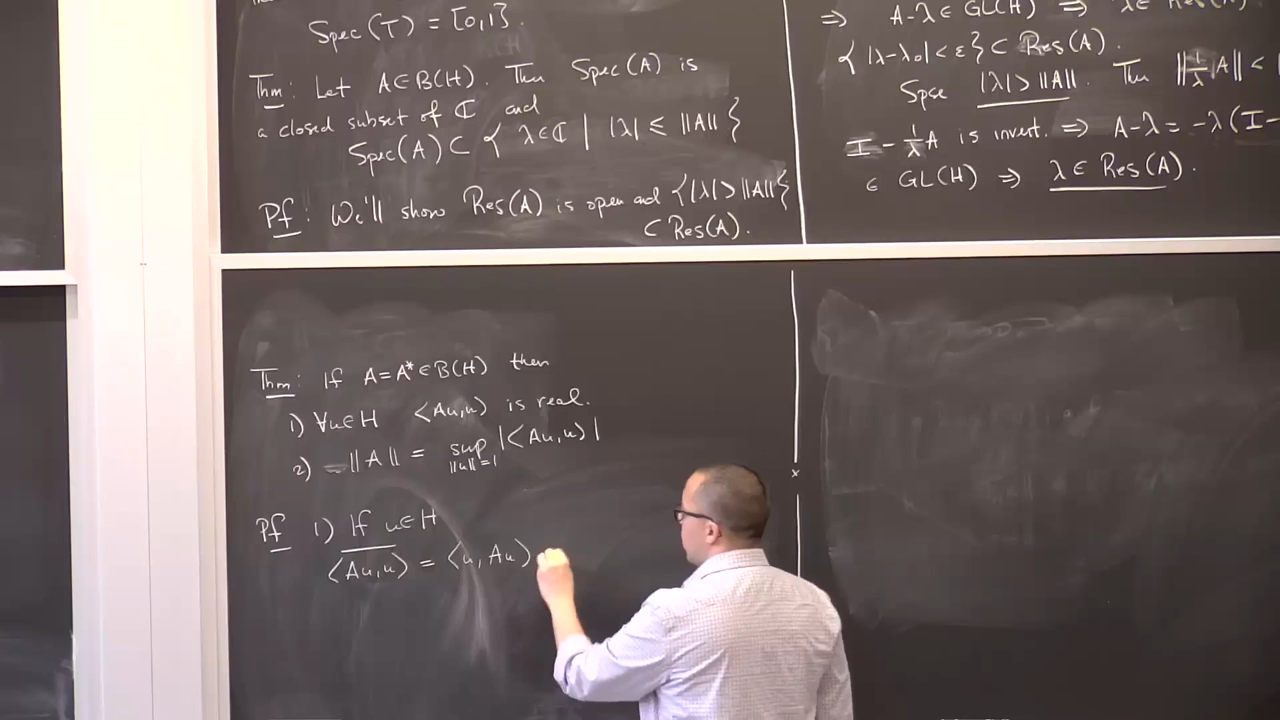 Spec(T) = [0,1].
Thm: Let A∈B(H). Then Spec(A) is
a closed subset of ℂ and
Spec(A) ⊂ { λ∈ℂ | |λ| ≤ ‖A‖ }
Pf: We'll show Res(A) is open and {|λ|>‖A‖}
⊂ Res(A).
⇒ A-λ ∈ GL(H) ⇒ λ∈ Res(A).
{ |λ-λ₀| < ε } ⊂ Res(A).
Spse |λ| > ‖A‖. Then ‖1/λ A‖ <
I - 1/λ A is invert. ⇒ A-λ = -λ(I-
∈ GL(H) ⇒ λ ∈ Res(A).
Thm: If A=A*∈B(H) then
1) ∀u∈H ⟨Au,u⟩ is real.
2) ‖A‖ = sup |⟨Au,u⟩|
‖u‖=1
Pf 1) If u∈H
\overline{⟨Au,u⟩} = ⟨u,Au⟩
x